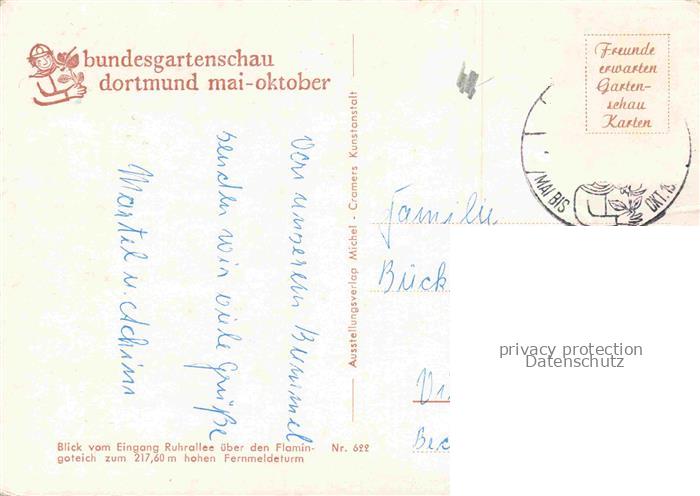 bundesgartenschau
dortmund mai-oktober
Von unserem Bummel
senden wir viele Grüße
Martel u. Achim
Blick vom Eingang Ruhrallee über den Flamin-
goteich zum 217,60 m hohen Fernmeldeturm
Nr. 622
Ausstellungsverlag Michel - Cramers Kunstanstalt
Freunde
erwarten
Garten-
schau
Karten
MAI BIS
OKT.
Familie
Bück
privacy protection
Datenschutz